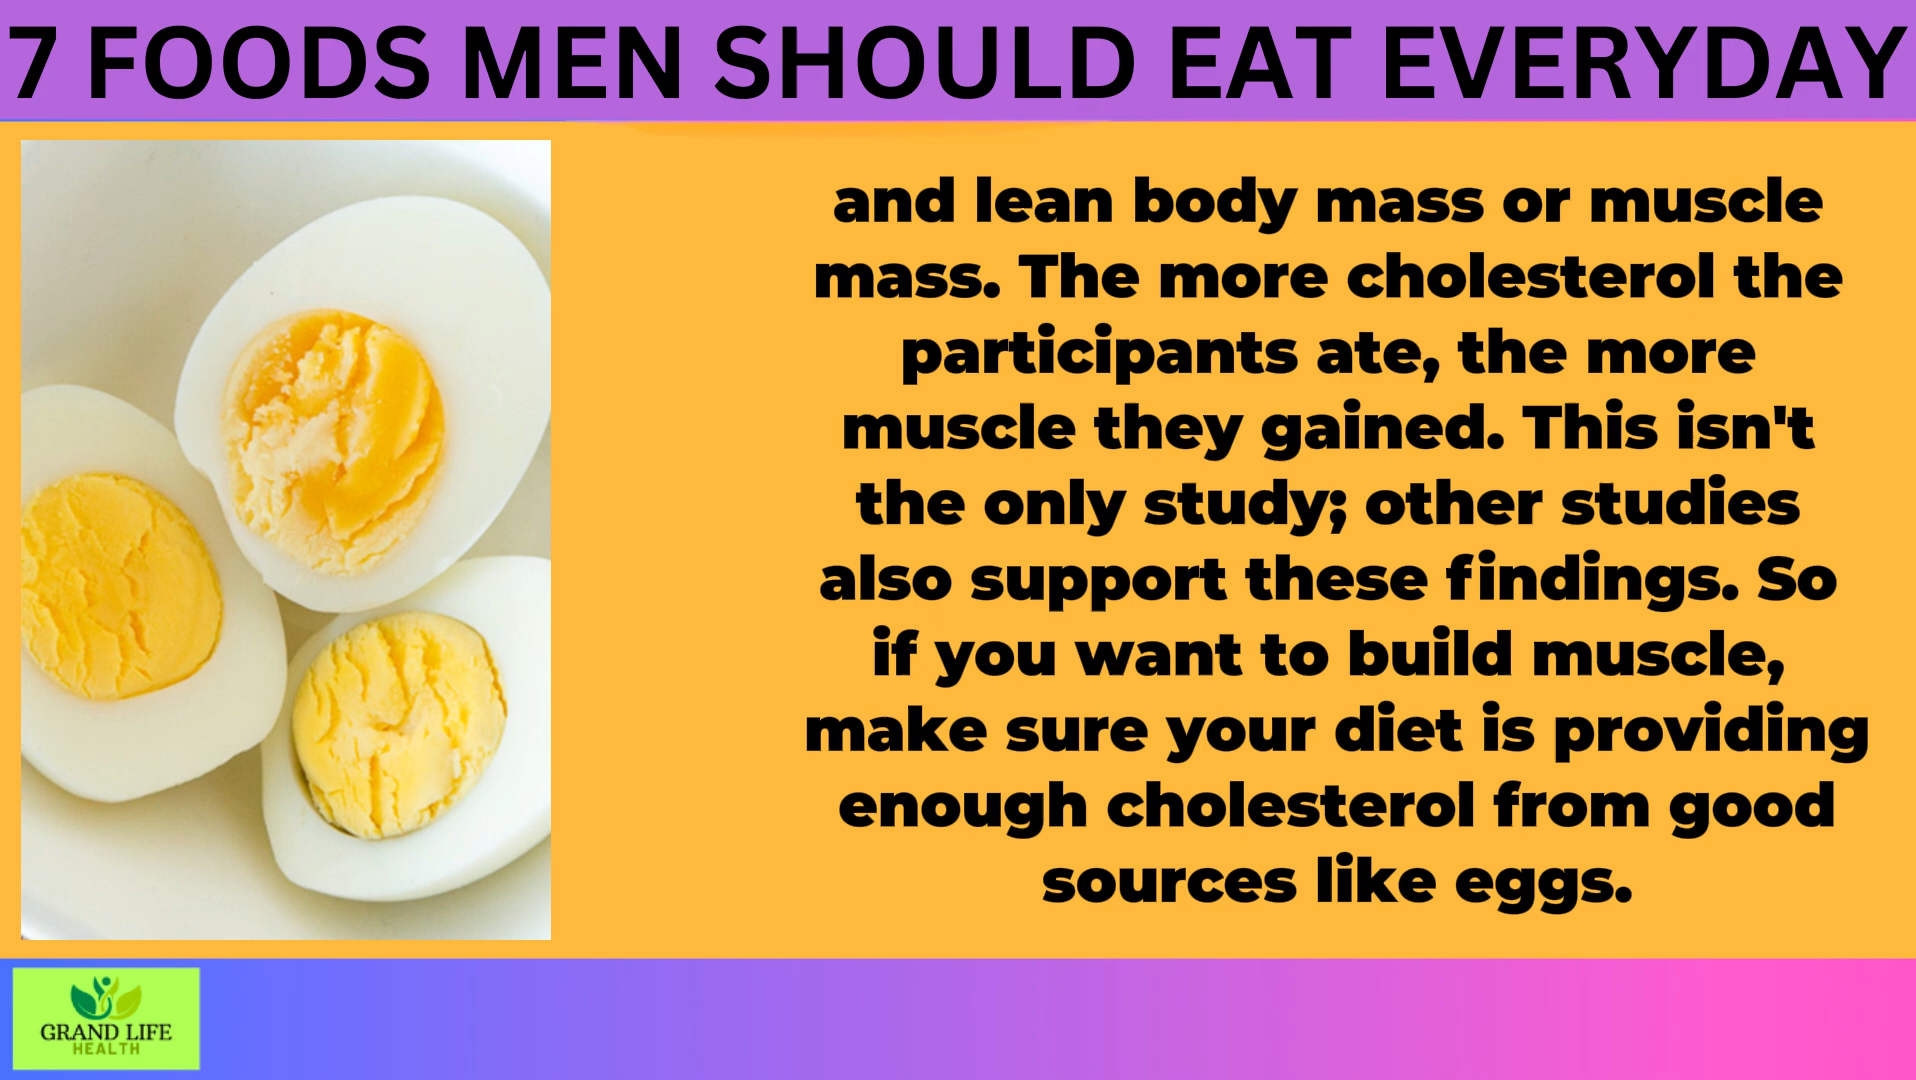 7 FOODS MEN SHOULD EAT EVERYDAY
and lean body mass or muscle
mass. The more cholesterol the
participants ate, the more
muscle they gained. This isn't
the only study; other studies
also support these findings. So
if you want to build muscle,
make sure your diet is providing
enough cholesterol from good
sources like eggs.
GRAND LIFE
HEALTH